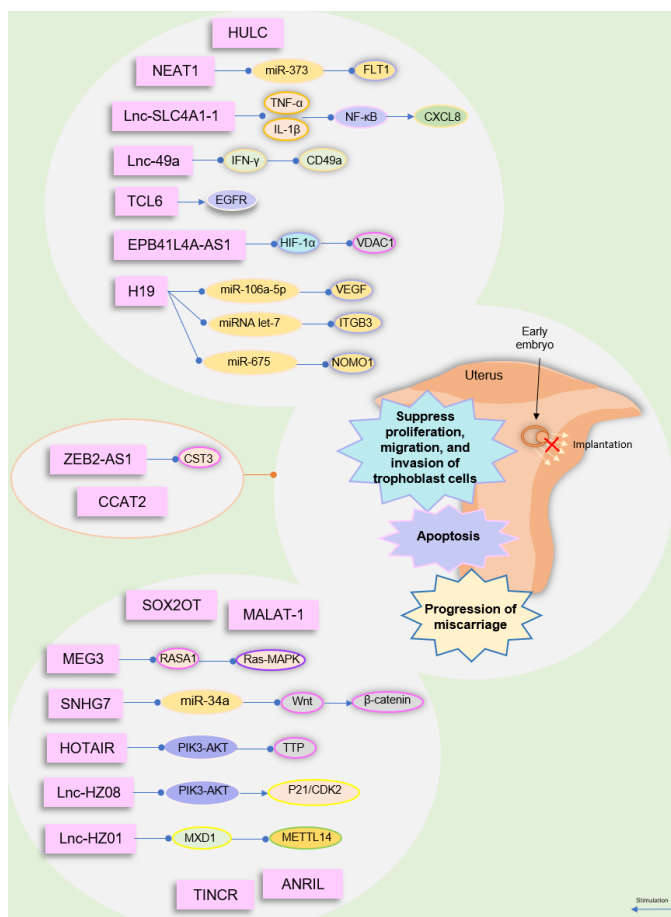 HULC
NEAT1 miR-373 FLT1
TNF-α
Lnc-SLC4A1-1 NF-κB CXCL8
IL-1β
Lnc-49a IFN-γ CD49a
TCL6 EGFR
EPB41L4A-AS1 HIF-1α VDAC1
H19 miR-106a-5p VEGF
miRNA let-7 ITGB3
miR-675 NOMO1
Early
embryo
Uterus
Implantation
Suppress
proliferation,
migration, and
invasion of
trophoblast cells
ZEB2-AS1 CST3
CCAT2
Apoptosis
Progression of
miscarriage
SOX2OT
MALAT-1
MEG3 RASA1 Ras-MAPK
SNHG7 miR-34a Wnt β-catenin
HOTAIR PIK3-AKT TTP
Lnc-HZ08 PIK3-AKT P21/CDK2
Lnc-HZ01 MXD1 METTL14
TINCR
ANRIL
Stimulation